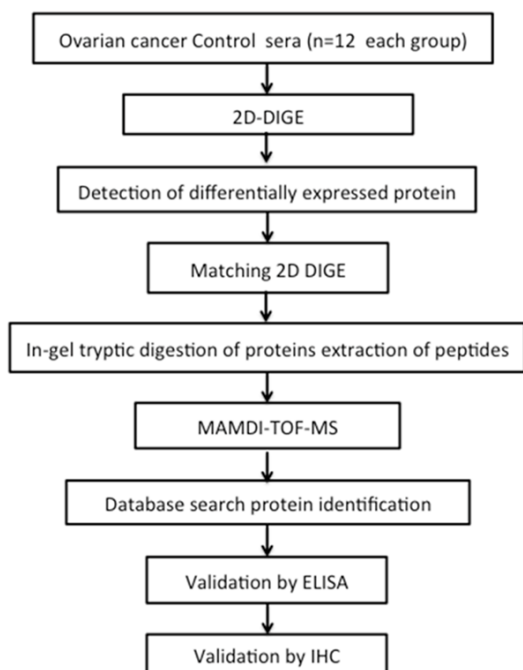 Ovarian cancer Control sera (n=12 each group)
2D-DIGE
Detection of differentially expressed protein
Matching 2D DIGE
In-gel tryptic digestion of proteins extraction of peptides
MAMDI-TOF-MS
Database search protein identification
Validation by ELISA
Validation by IHC